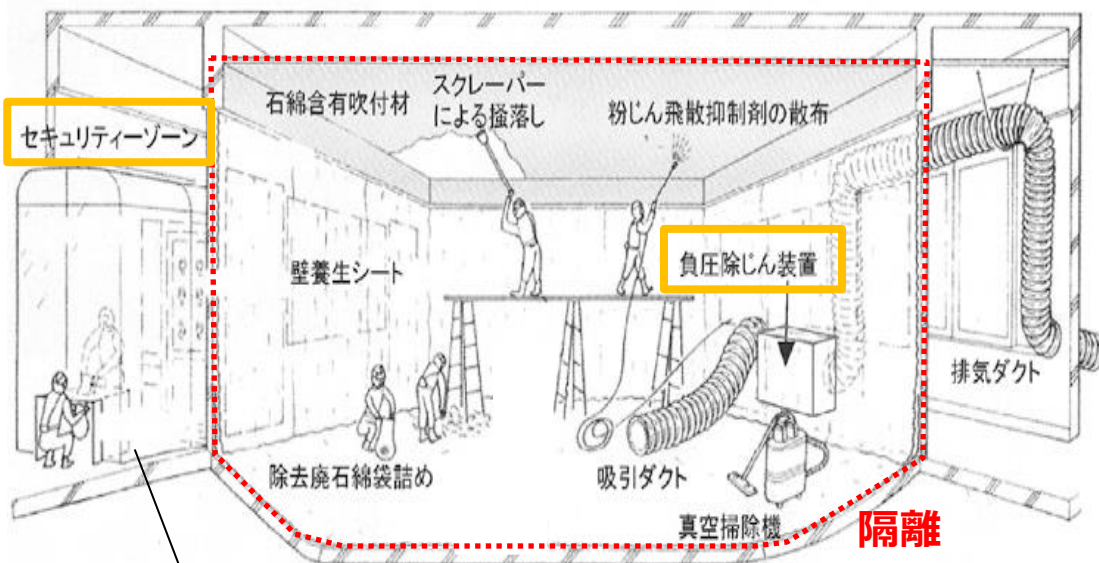 石綿含有吹付材
スクレーパー
による掻落し
粉じん飛散抑制剤の散布
セキュリティーゾーン
壁養生シート
負圧除じん装置
排気ダクト
除去廃石綿袋詰め
吸引ダクト
真空掃除機
隔離